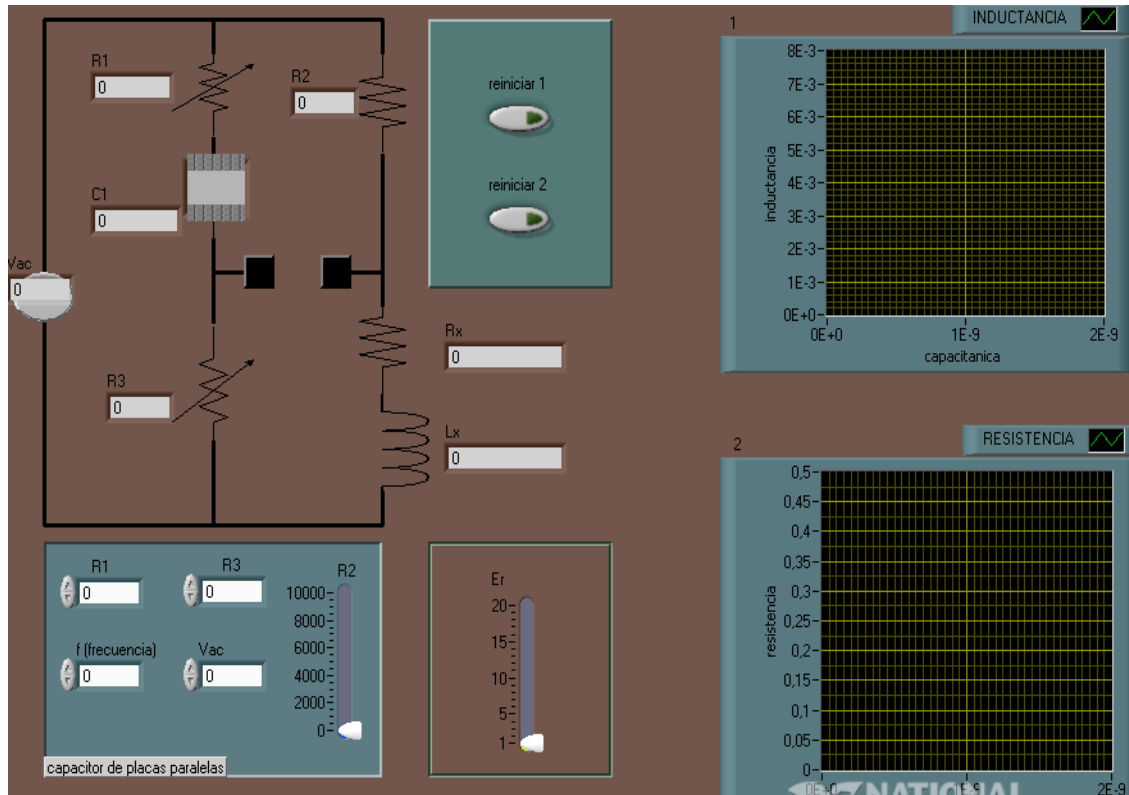 R1
0
R2
0
C1
0
Vac
0
R3
0
Rx
0
Lx
0
reiniciar 1
reiniciar 2
1
INDUCTANCIA
8E-3
7E-3
6E-3
5E-3
4E-3
3E-3
2E-3
1E-3
0E+0
inductancia
0E+0 1E-9 2E-9
capacitanica
2
RESISTENCIA
0,5
0,45
0,4
0,35
0,3
0,25
0,2
0,15
0,1
0,05
0
resistencia
0E+0 1E-9 2E-9
NATIONAL
R1
0
R3
0
f (frecuencia)
0
Vac
0
R2
10000
8000
6000
4000
2000
0
capacitor de placas paralelas
Er
20
15
10
5
1